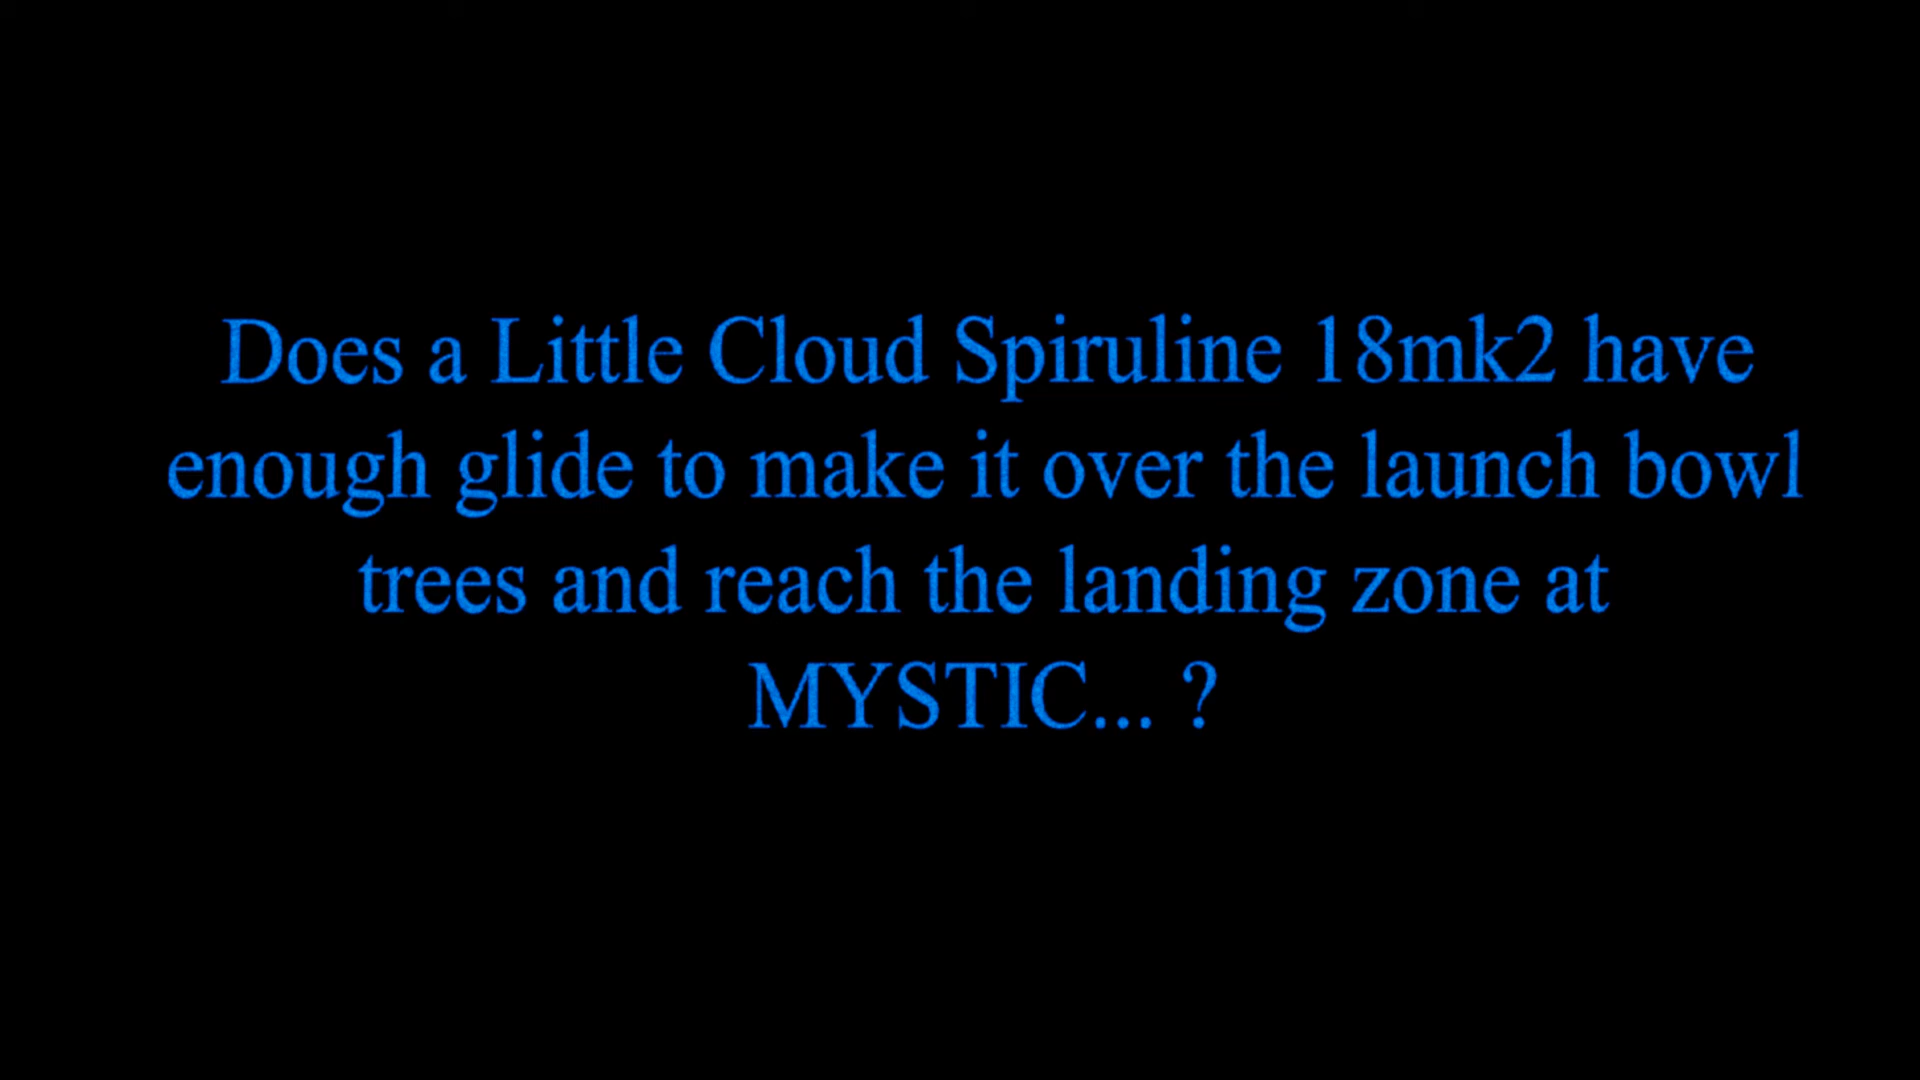 Does a Little Cloud Spiruline 18mk2 have
enough glide to make it over the launch bowl
trees and reach the landing zone at
MYSTIC... ?